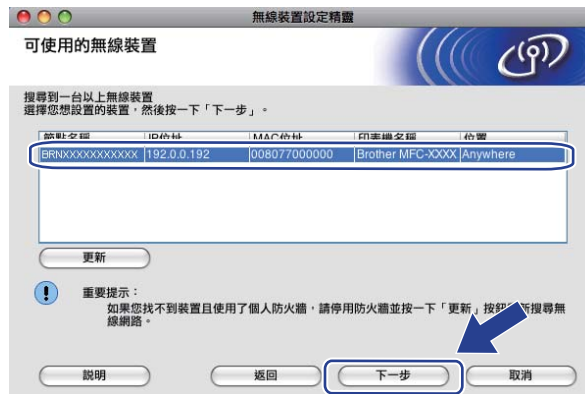 無線裝置設定精靈
可使用的無線裝置
搜尋到一台以上無線裝置
選擇您想設置的裝置，然後按一下「下一步」。
節點名稱 IP位址 MAC位址 印表機名稱 位置
BRNXXXXXXXXXXXX 192.0.0.192 008077000000 Brother MFC-XXXX Anywhere
更新
重要提示：
如果您找不到裝置且使用了個人防火牆，請停用防火牆並按一下「更新」按鈕 新搜尋無
線網路。
說明 返回 下一步 取消